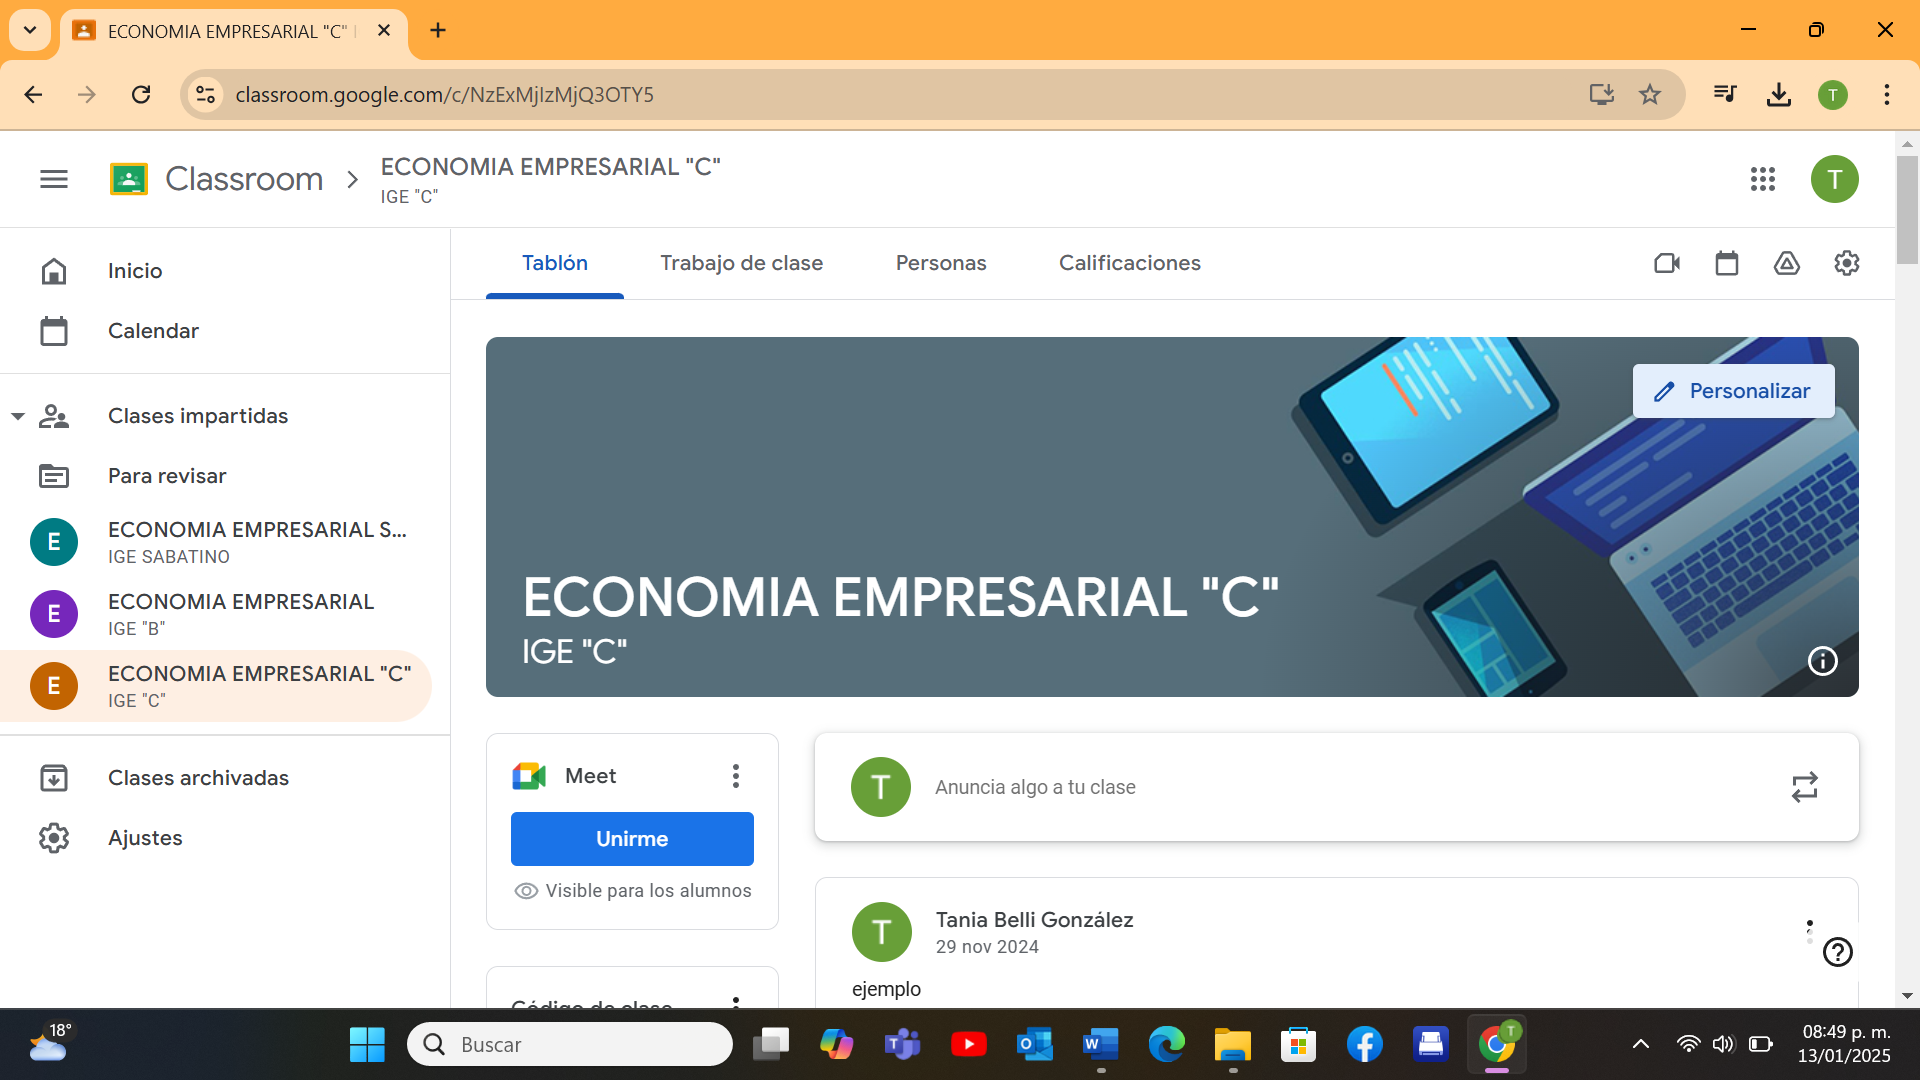 ECONOMIA EMPRESARIAL "C"
classroom.google.com/c/NzExMjIzMjQ3OTY5
T
Classroom
ECONOMIA EMPRESARIAL "C"
IGE "C"
T
Inicio
Calendar
Clases impartidas
Para revisar
E
ECONOMIA EMPRESARIAL S...
IGE SABATINO
E
ECONOMIA EMPRESARIAL
IGE "B"
E
ECONOMIA EMPRESARIAL "C"
IGE "C"
Clases archivadas
Ajustes
Tablón
Trabajo de clase
Personas
Calificaciones
Personalizar
ECONOMIA EMPRESARIAL "C"
IGE "C"
Meet
Unirme
Visible para los alumnos
Código de clase
T
Anuncia algo a tu clase
T
Tania Belli González
29 nov 2024
ejemplo
18°
Buscar
08:49 p. m.
13/01/2025